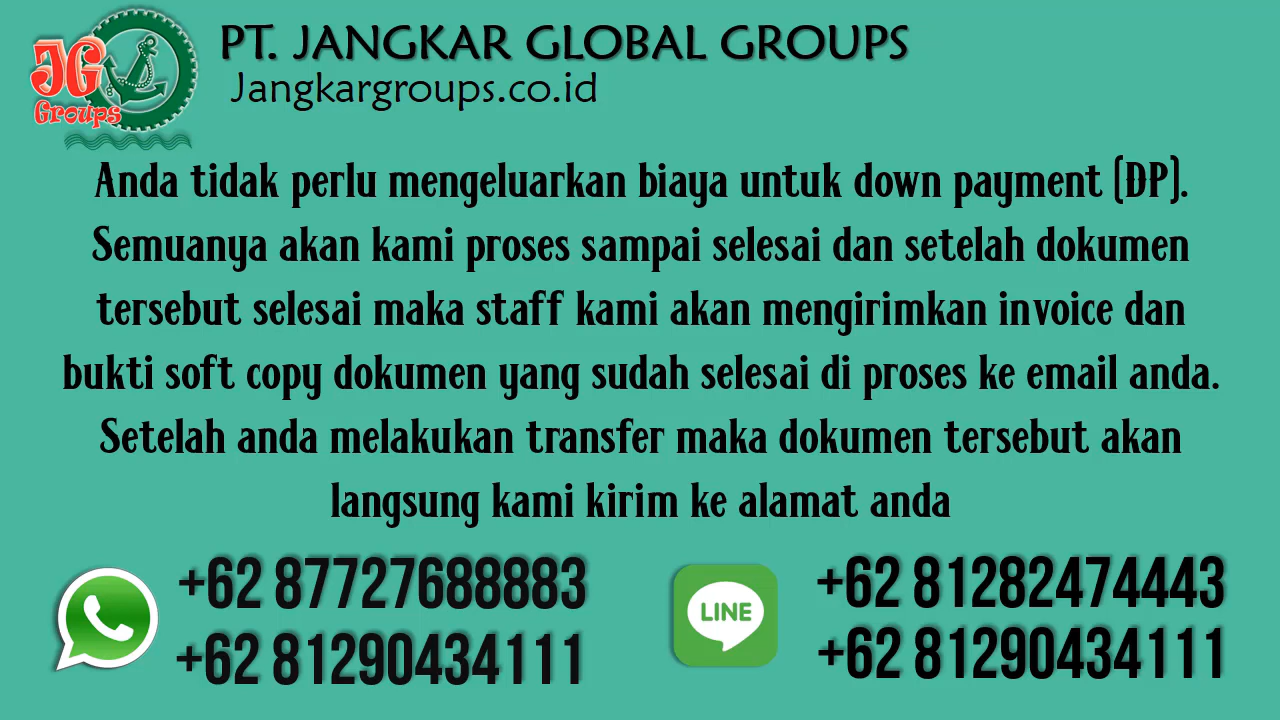 JG
Groups
PT. JANGKAR GLOBAL GROUPS
Jangkargroups.co.id
Anda tidak perlu mengeluarkan biaya untuk down payment (DP).
Semuanya akan kami proses sampai selesai dan setelah dokumen
tersebut selesai maka staff kami akan mengirimkan invoice dan
bukti soft copy dokumen yang sudah selesai di proses ke email anda.
Setelah anda melakukan transfer maka dokumen tersebut akan
langsung kami kirim ke alamat anda
+62 87727688883
+62 81290434111
LINE
+62 81282474443
+62 81290434111